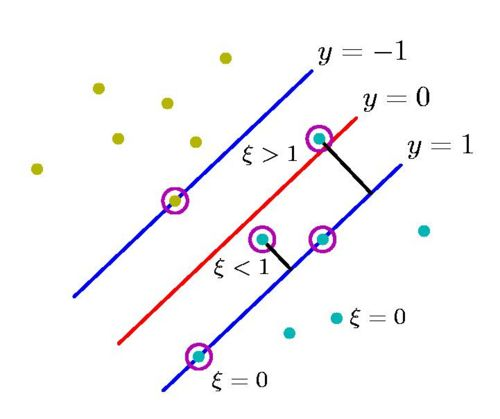 y = −1
y = 0
y = 1
ξ > 1
ξ < 1
ξ = 0
ξ = 0